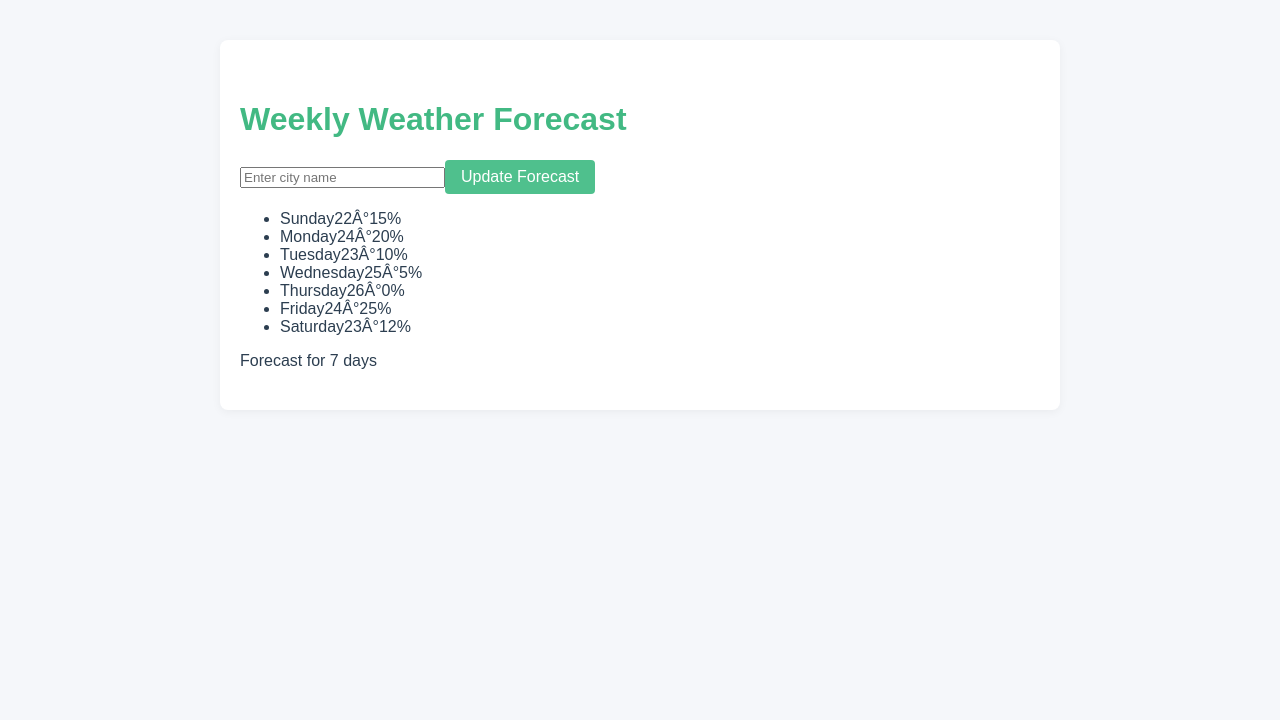 Weekly Weather Forecast
Enter city name Update Forecast
Sunday22Â°15%
Monday24Â°20%
Tuesday23Â°10%
Wednesday25Â°5%
Thursday26Â°0%
Friday24Â°25%
Saturday23Â°12%
Forecast for 7 days